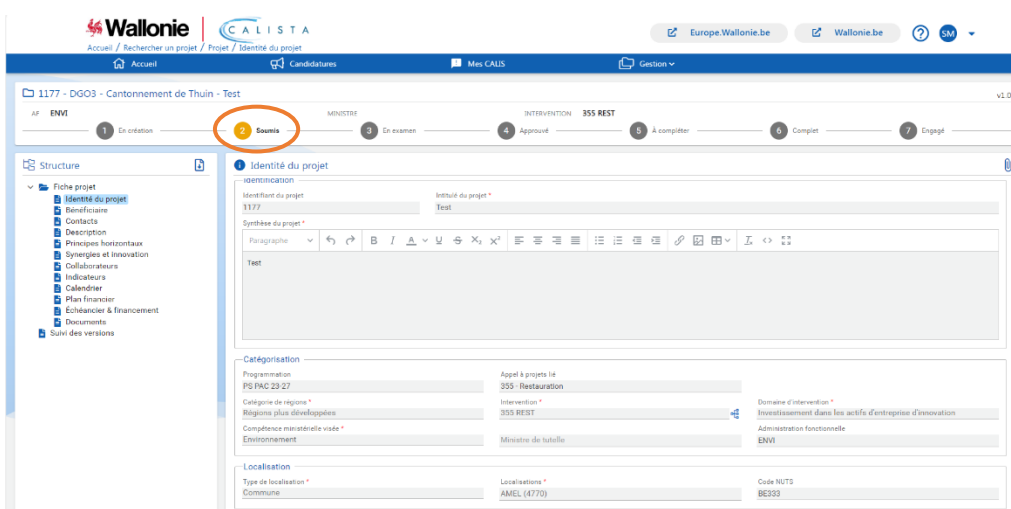 Wallonie CALISTA Europe.Wallonie.be Wallonie.be ? SM
Accueil / Rechercher un projet / Projet / Identité du projet
Accueil Candidatures Mes CALIS Gestion
1177 - DGO3 - Cantonnement de Thuin - Test
v1.0
AF ENVI MINISTRE INTERVENTION 355 REST
1 En création 2 Soumis 3 En examen 4 Approuvé 5 À compléter 6 Complet 7 Engagé
Structure
Fiche projet
Identité du projet
Bénéficiaire
Contacts
Description
Principes horizontaux
Synergies et innovation
Collaborateurs
Indicateurs
Calendrier
Plan financier
Échéancier & financement
Documents
Suivi des versions
Identité du projet
Identification
Identifiant du projet Intitulé du projet *
1177 Test
Synthèse du projet *
Paragraphe B I A U S X₂ X²
Test
Catégorisation
Programmation Appel à projets lié
PS PAC 23-27 355 - Restauration
Catégorie de régions * Intervention * Domaine d'intervention *
Régions plus développées 355 REST Investissement dans les actifs d'entreprise d'innovation
Compétence ministérielle visée * Administration fonctionnelle
Environnement Ministre de tutelle ENVI
Localisation
Type de localisation * Localisations * Code NUTS
Commune AMEL (4770) BE333